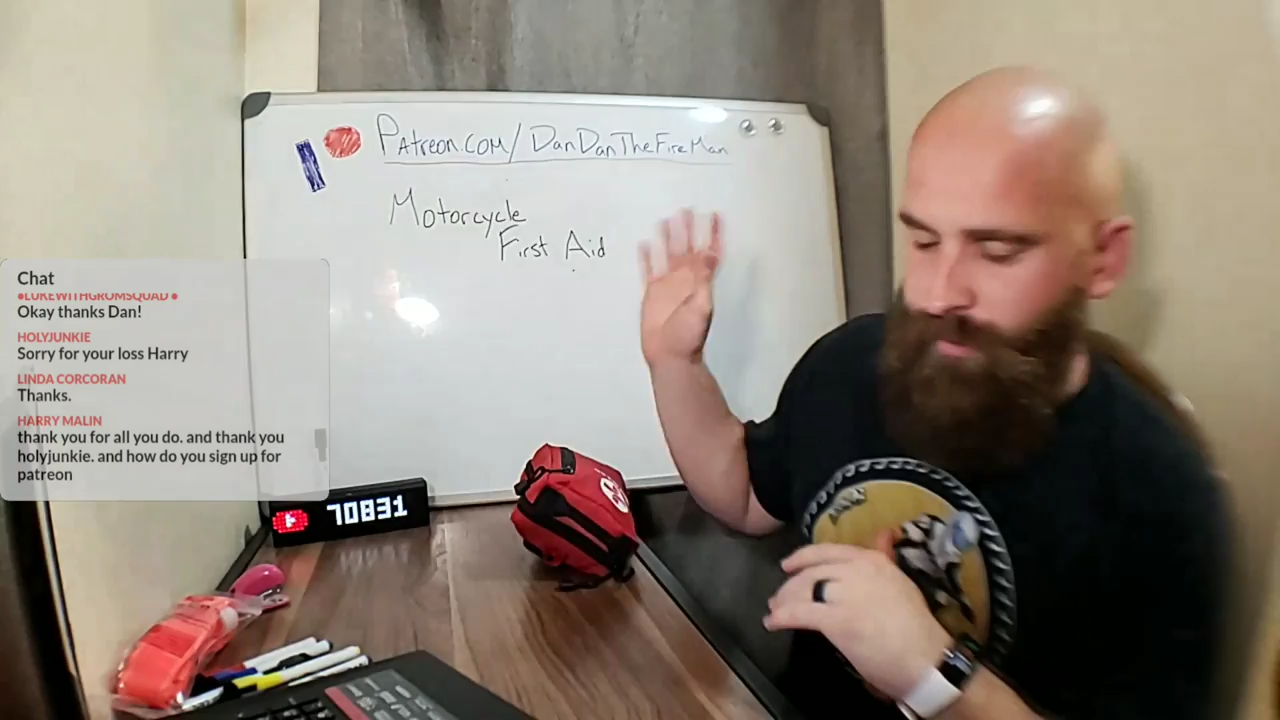 Patreon.com/DanDanTheFireMan
Motorcycle
First Aid
Chat
•LUKEWITHGROMSQUAD•
Okay thanks Dan!
HOLYJUNKIE
Sorry for your loss Harry
LINDA CORCORAN
Thanks.
HARRY MALIN
thank you for all you do. and thank you
holyjunkie. and how do you sign up for
patreon
70831